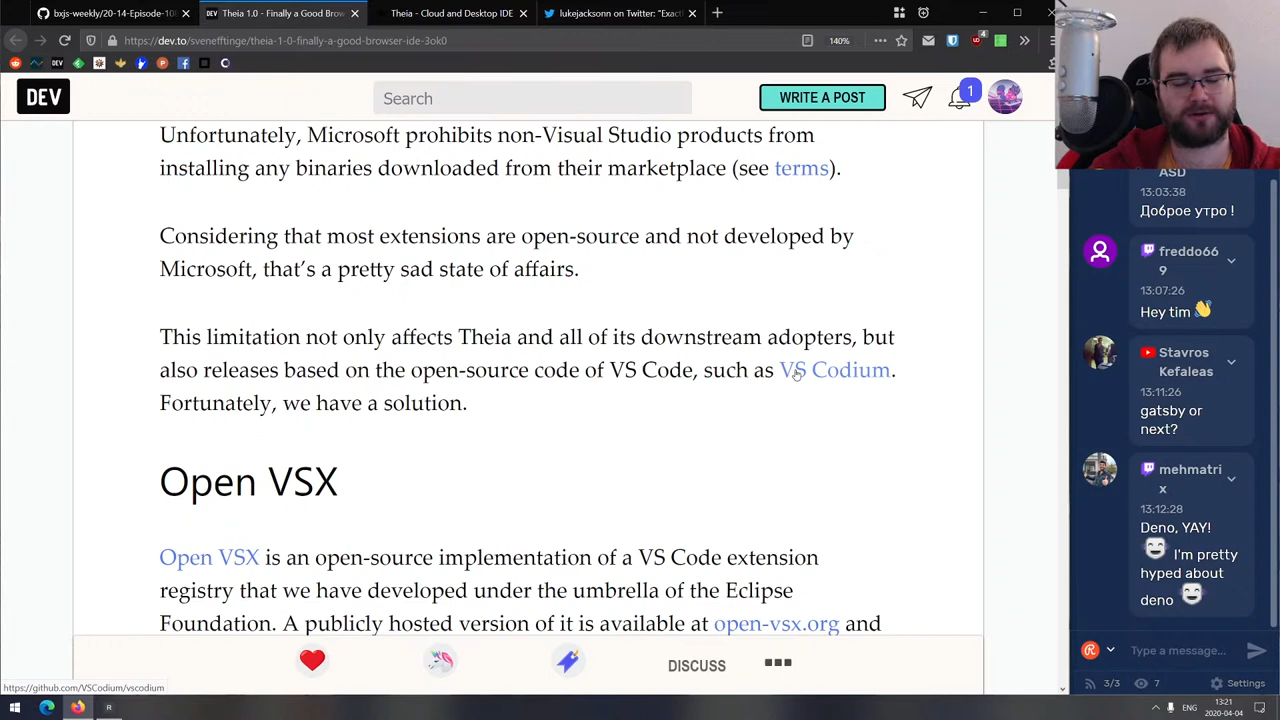 bxjs-weekly/20-14-Episode-10
Theia 1.0 - Finally a Good Brow
Theia - Cloud and Desktop IDE
lukejacksonn on Twitter: "Exact
https://dev.to/svenefftinge/theia-1-0-finally-a-good-browser-ide-3ok0
140%
4
DEV
Search
WRITE A POST
1
Unfortunately, Microsoft prohibits non-Visual Studio products from
installing any binaries downloaded from their marketplace (see terms).
Considering that most extensions are open-source and not developed by
Microsoft, that's a pretty sad state of affairs.
This limitation not only affects Theia and all of its downstream adopters, but
also releases based on the open-source code of VS Code, such as VS Codium.
Fortunately, we have a solution.
Open VSX
Open VSX is an open-source implementation of a VS Code extension
registry that we have developed under the umbrella of the Eclipse
Foundation. A publicly hosted version of it is available at open-vsx.org and
DISCUSS
https://github.com/VSCodium/vscodium
ASD
13:03:38
Доброе утро !
freddo66
9
13:07:26
Hey tim
Stavros
Kefaleas
13:11:26
gatsby or
next?
mehmatri
x
13:12:28
Deno, YAY!
I'm pretty
hyped about
deno
Type a message...
3/3
7
Settings
ENG
13:21
2020-04-04